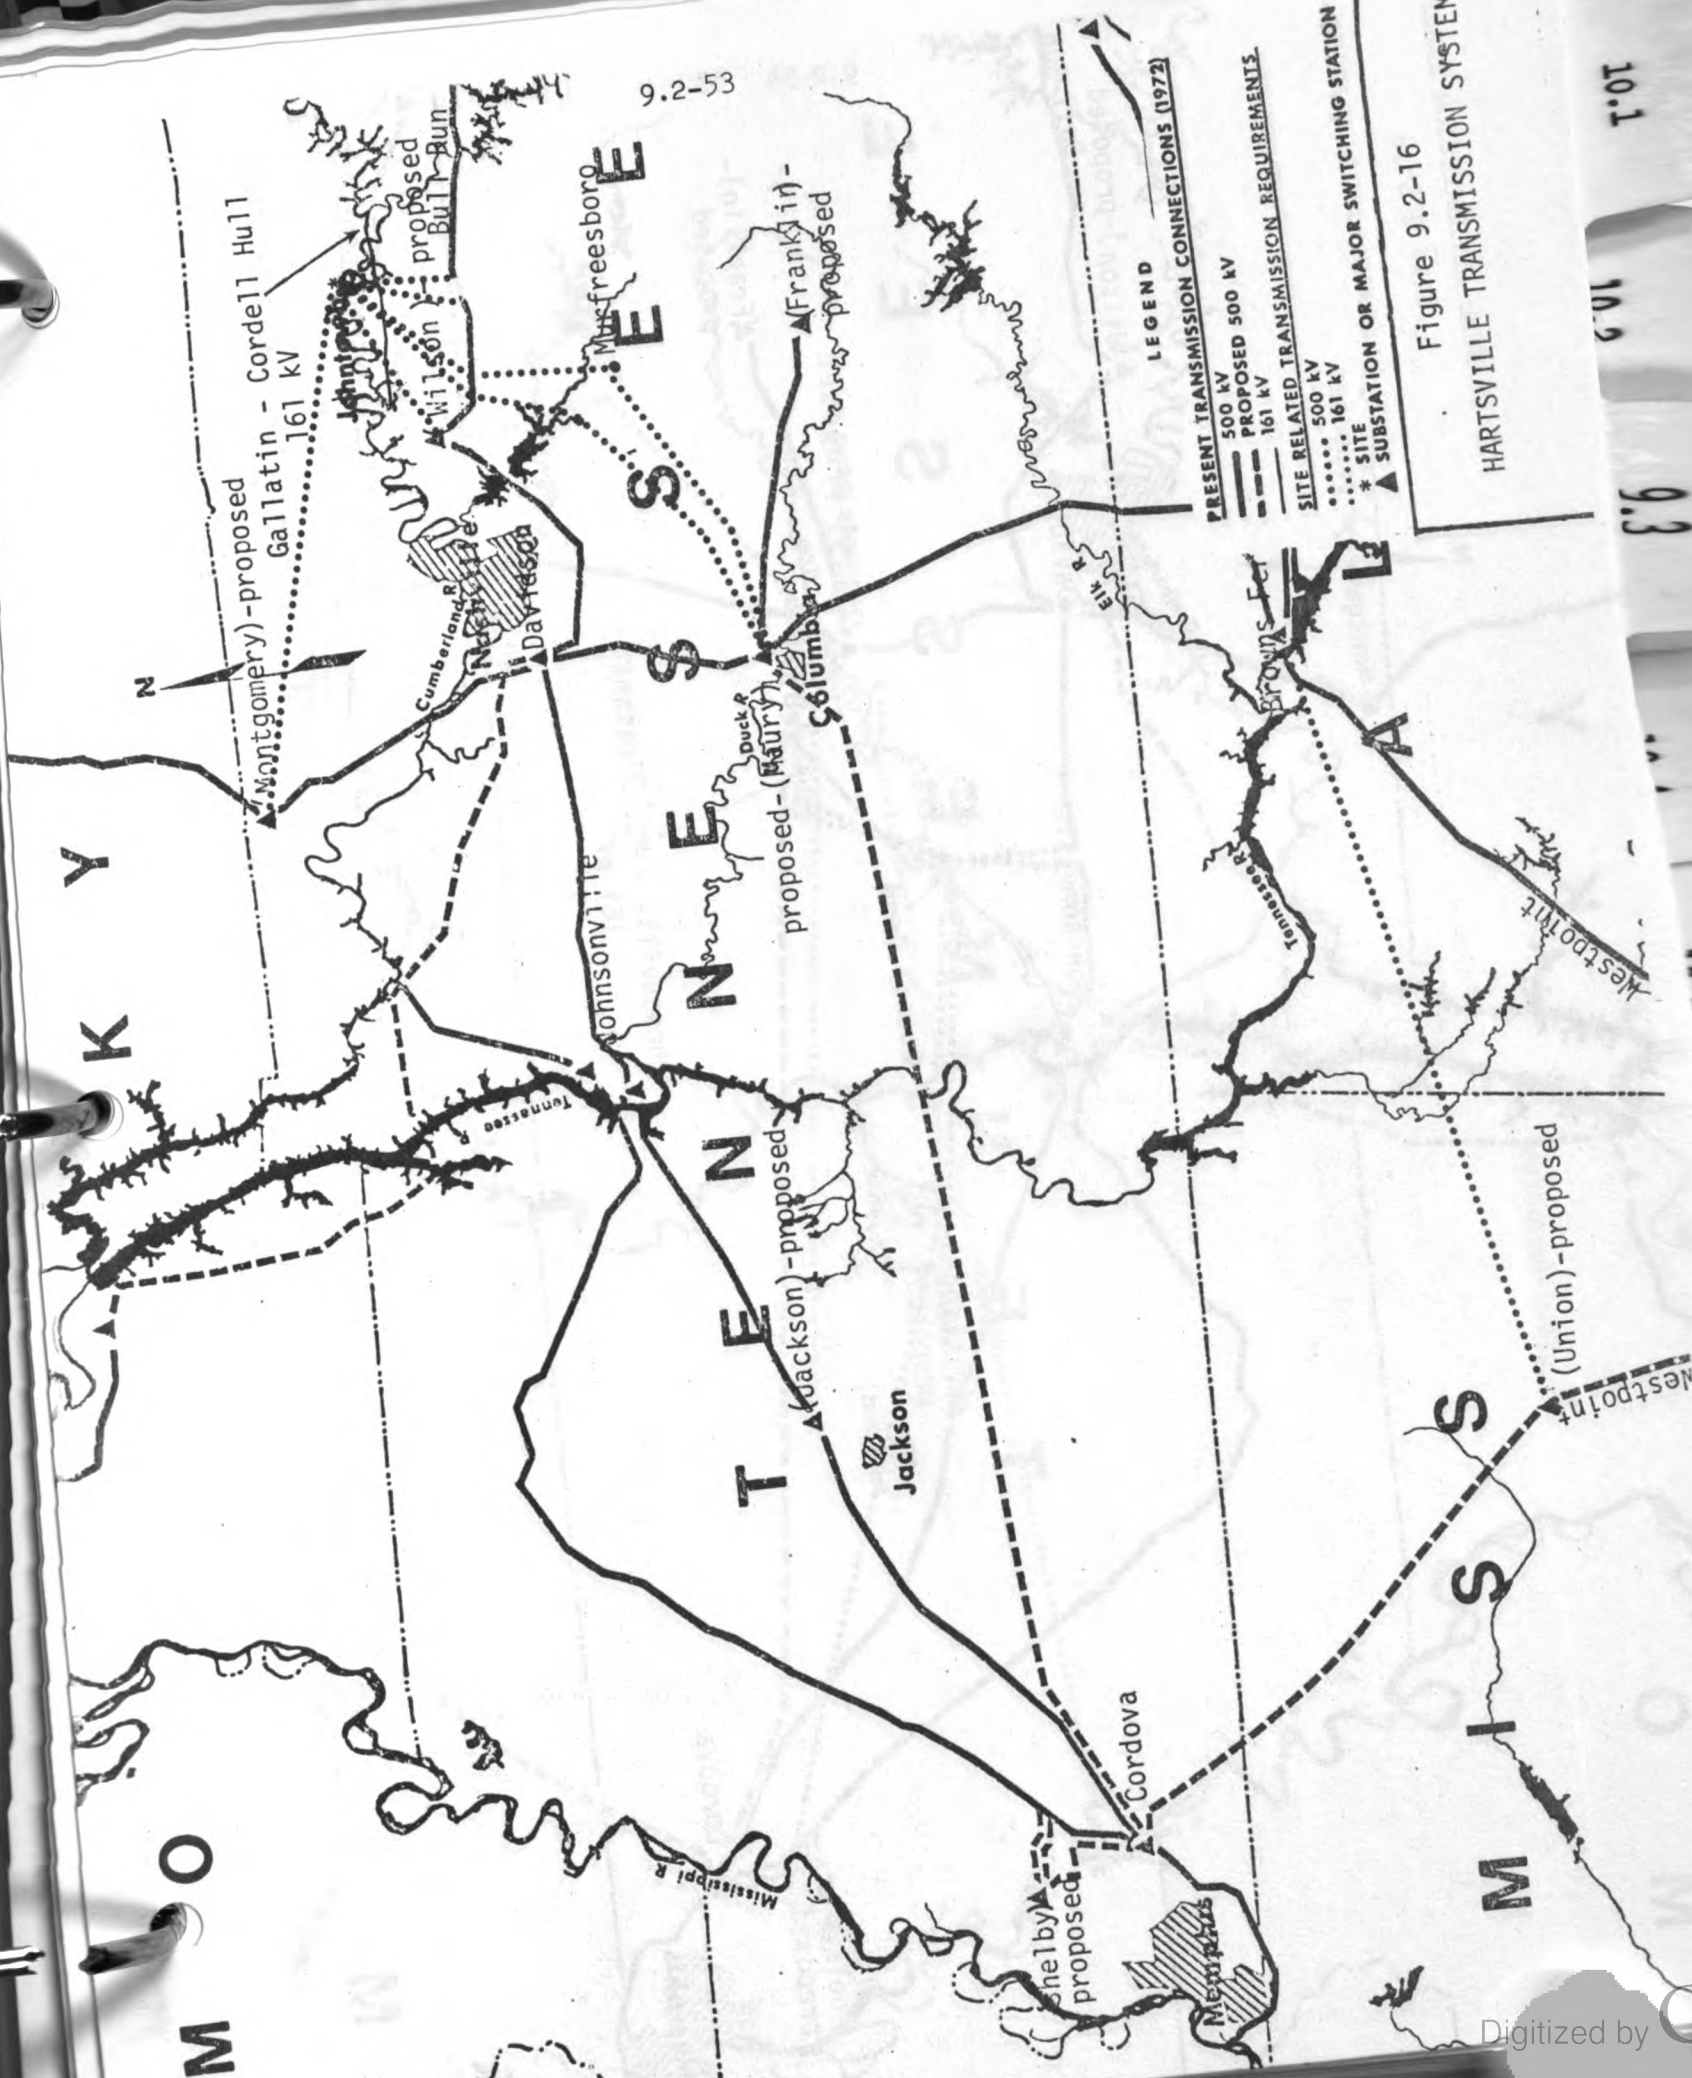 9.2-53
K Y
M O
T E N N E S S E E
M I S S
A L
N
(Montgomery)-proposed
Gallatin - Cordell Hull
161 kV
proposed
Bull Run
(Wilson)-
Murfreesboro
(Franklin)-
proposed
Cumberland R
Nashville
Davidson
Columbia
Duck R
proposed-(Maury)
Johnsonville
Tennessee R
(Jackson)-proposed
Jackson
Elk R
Browns Fer
Tennessee R
Westpoint
(Union)-proposed
Westpoint
Cordova
Shelby
proposed
Memphis
Mississippi R
LEGEND
PRESENT TRANSMISSION CONNECTIONS (1972)
500 kV
PROPOSED 500 kV
161 kV
SITE RELATED TRANSMISSION REQUIREMENTS
500 kV
161 kV
* SITE
▲ SUBSTATION OR MAJOR SWITCHING STATION
Figure 9.2-16
HARTSVILLE TRANSMISSION SYSTEM
10.1
10.2
9.3
Digitized by